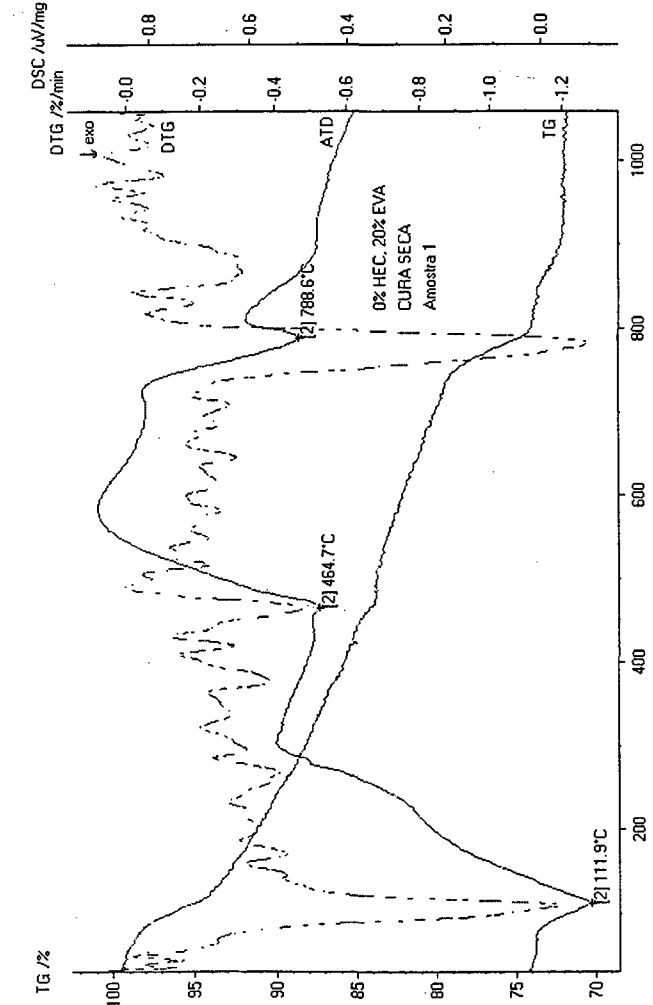 TG /%
100
95
90
85
80
75
70
DTG /%/min
-0.0
-0.2
-0.4
-0.6
-0.8
-1.0
-1.2
DSC /uV/mg
0.8
0.6
0.4
0.2
0.0
↓ exo
DTG
ATD
TG
[2] 788.6°C
[2] 464.7°C
[2] 111.9°C
0% HEC, 20% EVA
CURA SECA
Amostra 1
200
400
600
800
1000